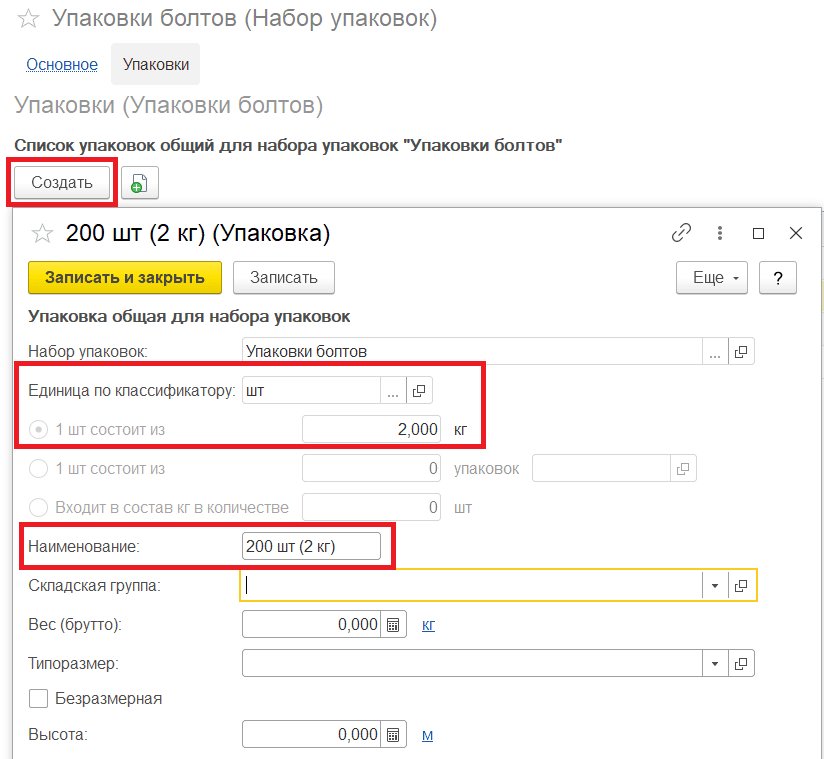 Упаковки болтов (Набор упаковок)
Основное Упаковки
Упаковки (Упаковки болтов)
Список упаковок общий для набора упаковок "Упаковки болтов"
Создать
200 шт (2 кг) (Упаковка)
Записать и закрыть Записать Еще ?
Упаковка общая для набора упаковок
Набор упаковок: Упаковки болтов ...
Единица по классификатору: шт ...
1 шт состоит из 2,000 кг
1 шт состоит из 0 упаковок
Входит в состав кг в количестве 0 шт
Наименование: 200 шт (2 кг)
Складская группа:
Вес (брутто): 0,000 кг
Типоразмер:
Безразмерная
Высота: 0,000 м